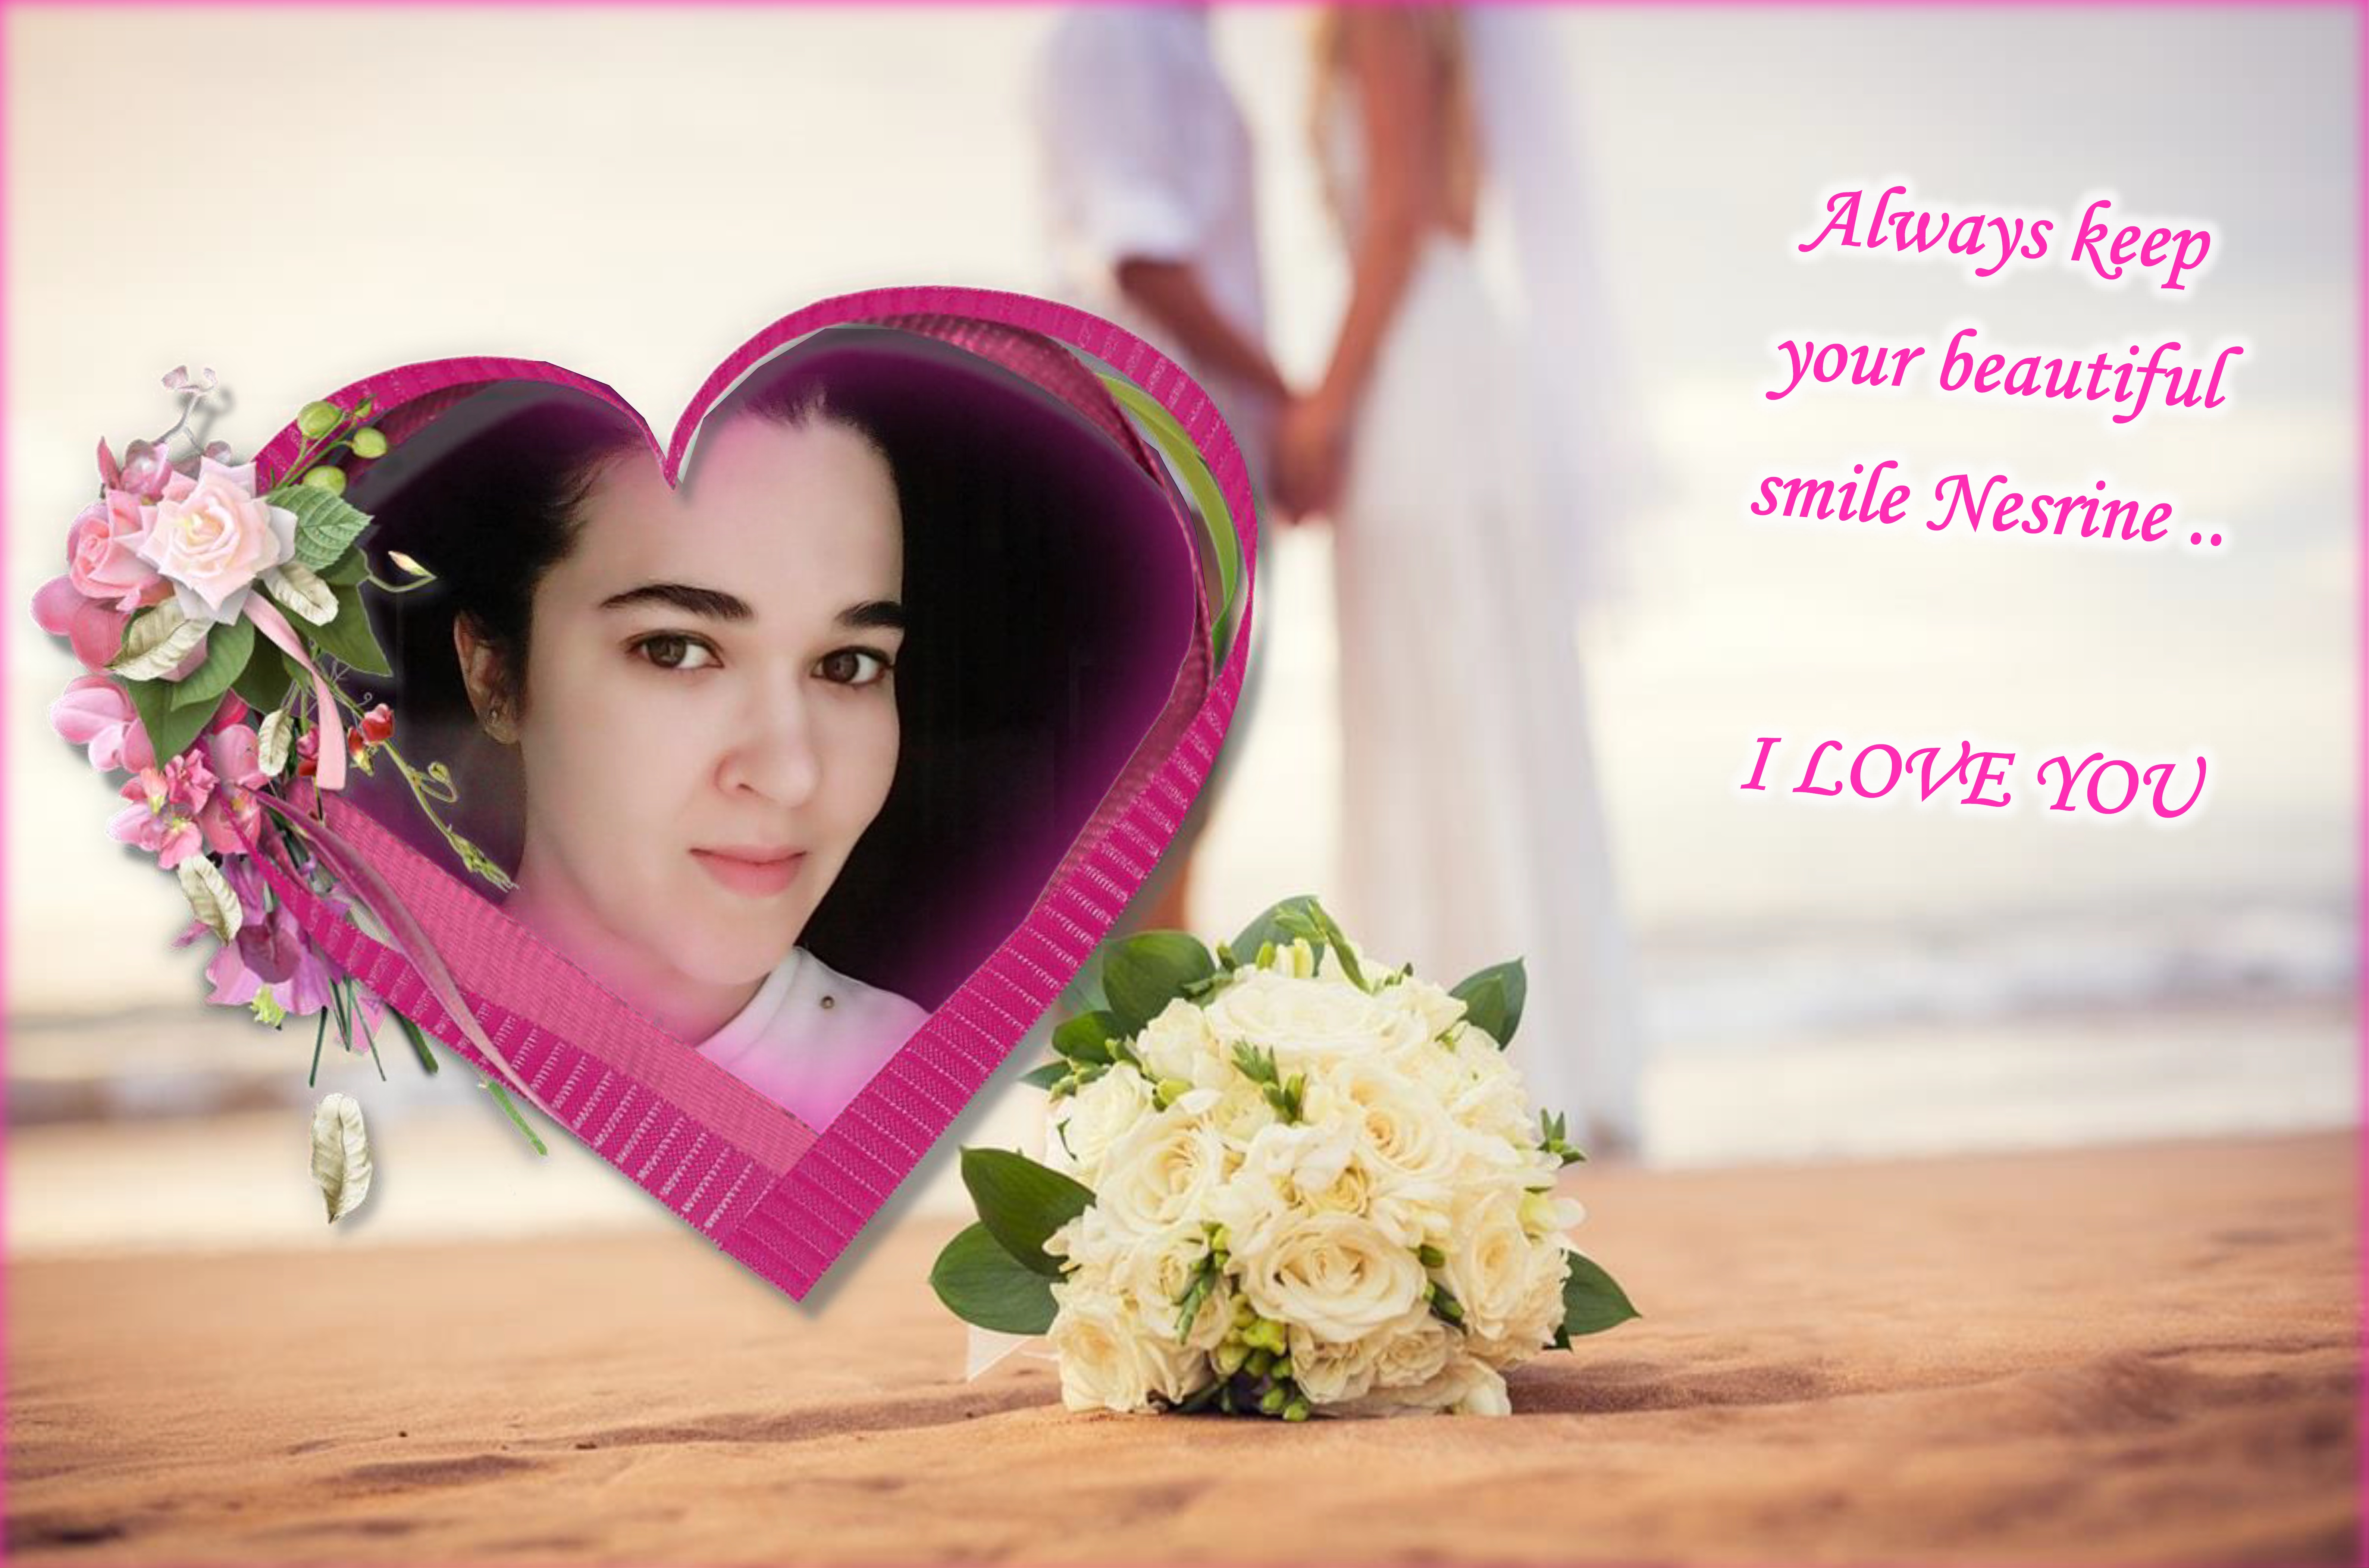 Always keep
your beautiful
smile Nesrine ..
I LOVE YOU